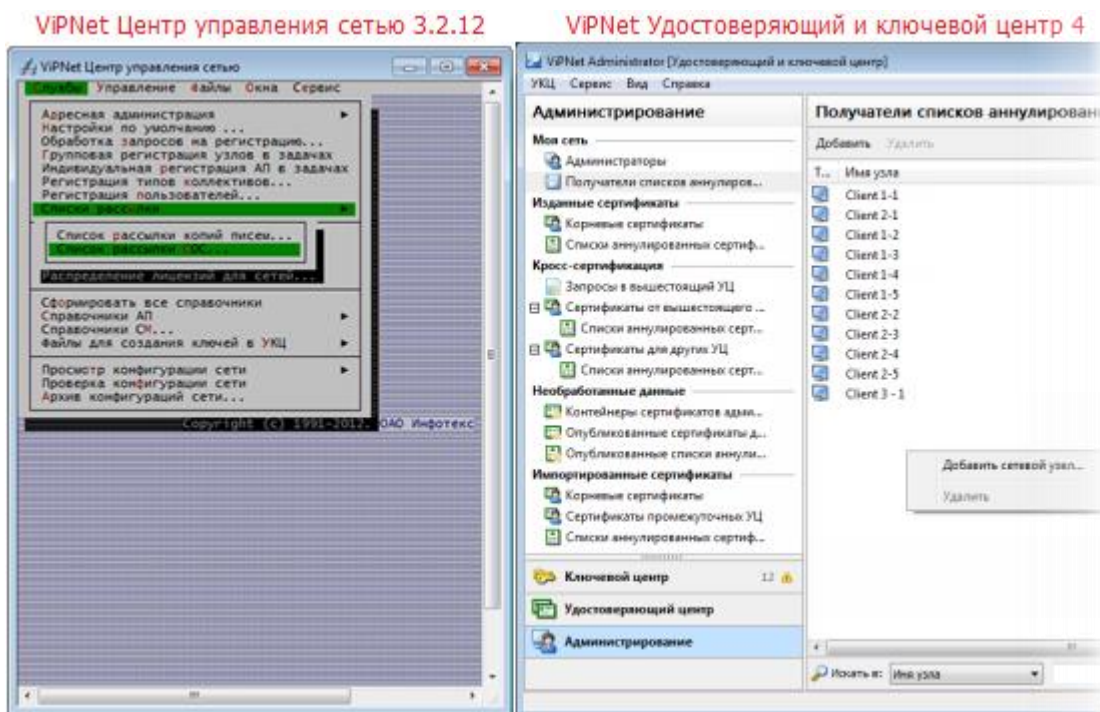 ViPNet Центр управления сетью 3.2.12
ViPNet Центр управления сетью
Службы Управление Файлы Окна Сервис
Адресная администрация
Настройки по умолчанию ...
Обработка запросов на регистрацию...
Групповая регистрация узлов в задачах
Индивидуальная регистрация АП в задачах
Регистрация типов коллективов...
Регистрация пользователей...
Списки рассылки
Список рассылки копий писем...
Список рассылки СОС...
Распределение лицензий для сетей...
Сформировать все справочники
Справочники АП
Справочники СМ...
Файлы для создания ключей в УКЦ
Просмотр конфигурации сети
Проверка конфигурации сети
Архив конфигураций сети...
Copyright (c) 1991-2012. ОАО Инфотекс
ViPNet Удостоверяющий и ключевой центр 4
ViPNet Administrator [Удостоверяющий и ключевой центр]
УКЦ Сервис Вид Справка
Администрирование
Моя сеть
Администраторы
Получатели списков аннулиров...
Изданные сертификаты
Корневые сертификаты
Списки аннулированных сертиф...
Кросс-сертификация
Запросы в вышестоящий УЦ
Сертификаты от вышестоящего ...
Списки аннулированных серт...
Сертификаты для других УЦ
Списки аннулированных серт...
Необработанные данные
Контейнеры сертификатов адми...
Опубликованные сертификаты д...
Опубликованные списки аннули...
Импортированные сертификаты
Корневые сертификаты
Сертификаты промежуточных УЦ
Списки аннулированных сертиф...
Ключевой центр 12
Удостоверяющий центр
Администрирование
Получатели списков аннулирован
Добавить Удалить
Т... Имя узла
Client 1-1
Client 2-1
Client 1-2
Client 1-3
Client 1-4
Client 1-5
Client 2-2
Client 2-3
Client 2-4
Client 2-5
Client 3 - 1
Добавить сетевой узел...
Удалить
Искать в: Имя узла